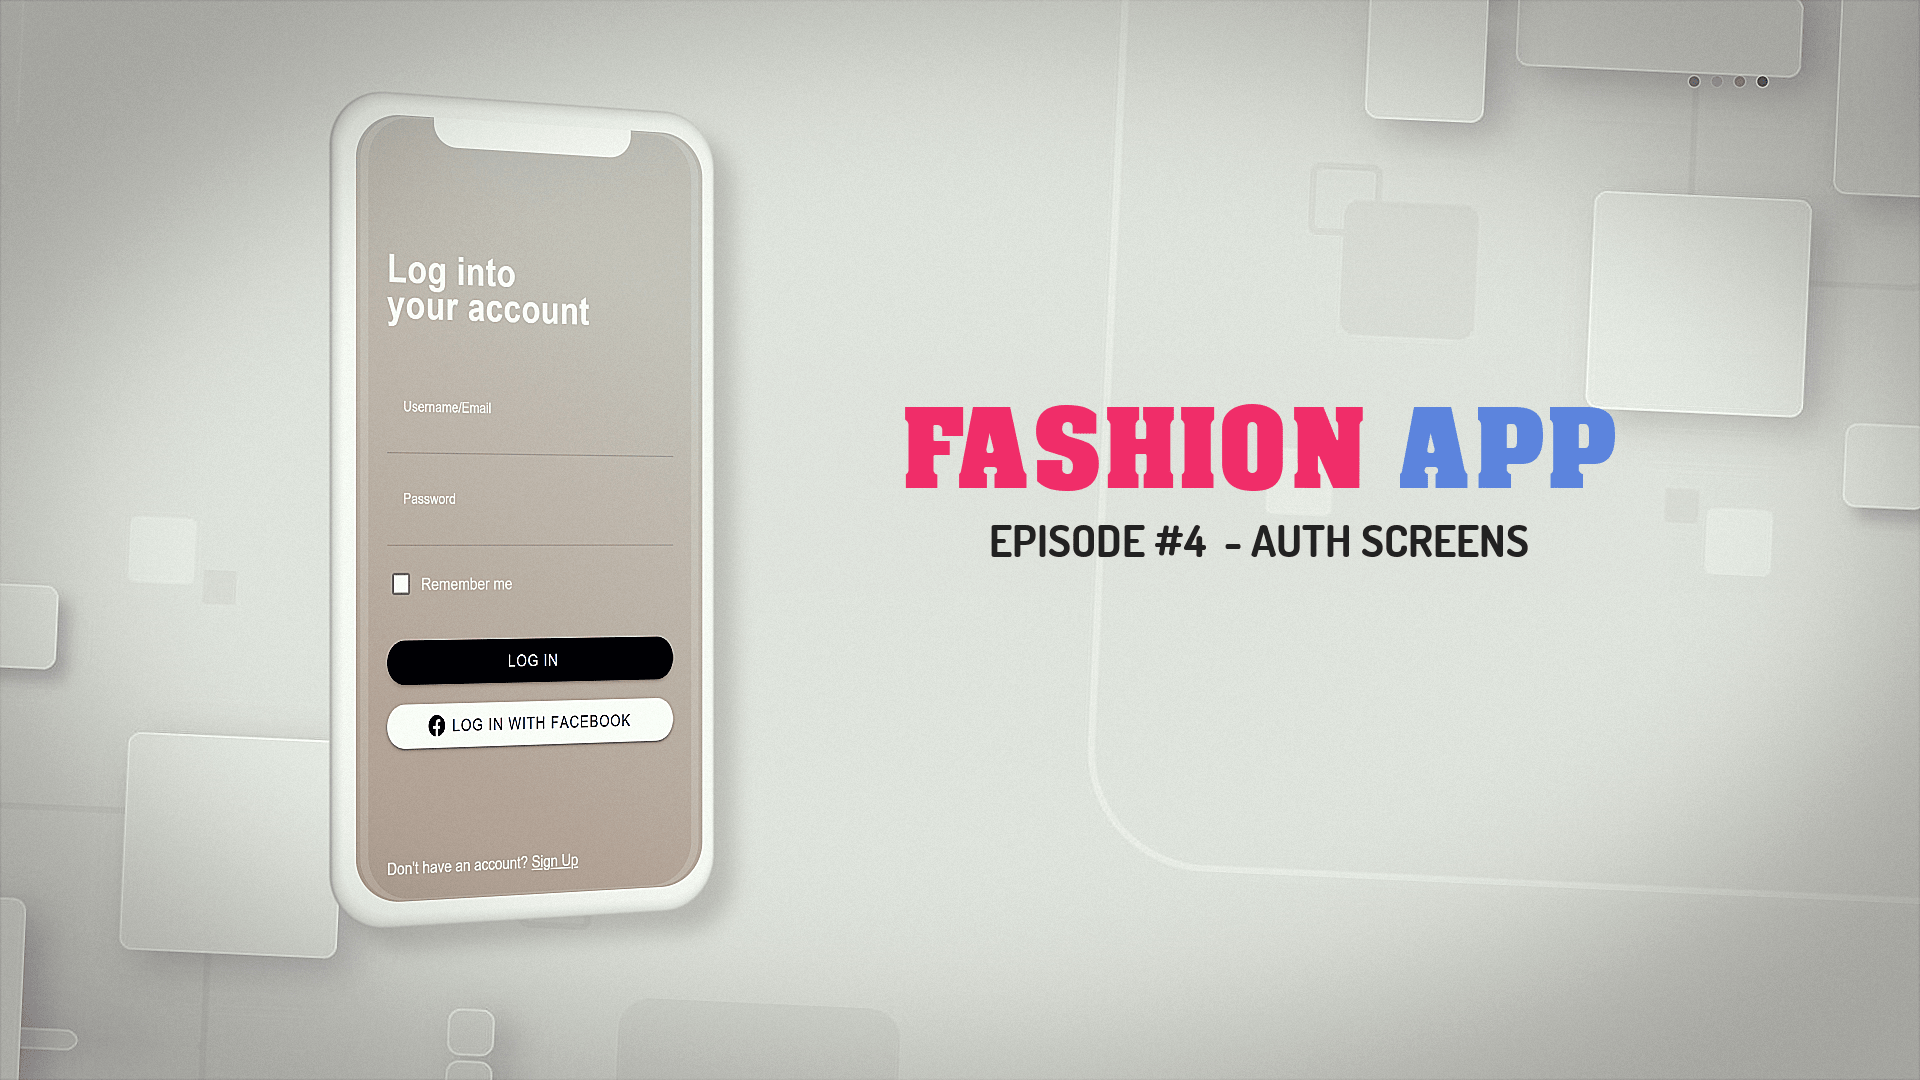 Log into
your account
Username/Email
Password
Remember me
LOG IN
LOG IN WITH FACEBOOK
Don't have an account? Sign Up
FASHION APP
EPISODE #4 - AUTH SCREENS